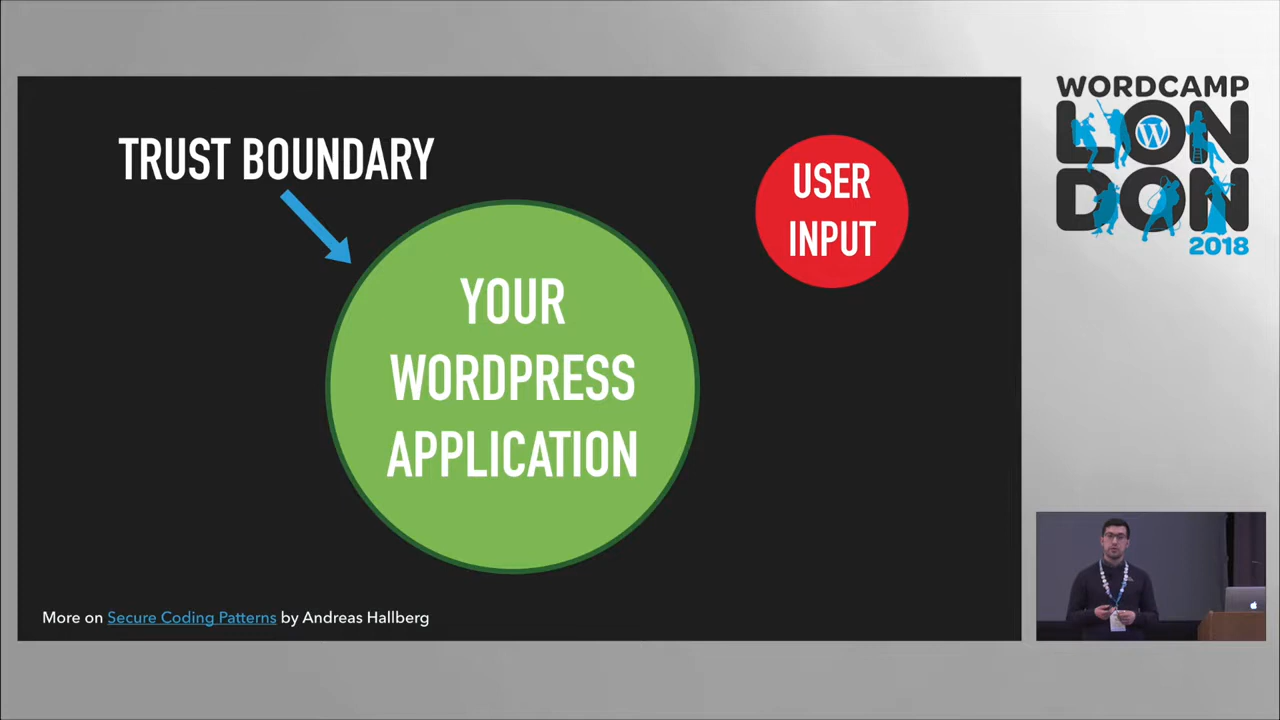 TRUST BOUNDARY
USER
INPUT
YOUR
WORDPRESS
APPLICATION
More on Secure Coding Patterns by Andreas Hallberg
WORDCAMP
LON
DON
2018